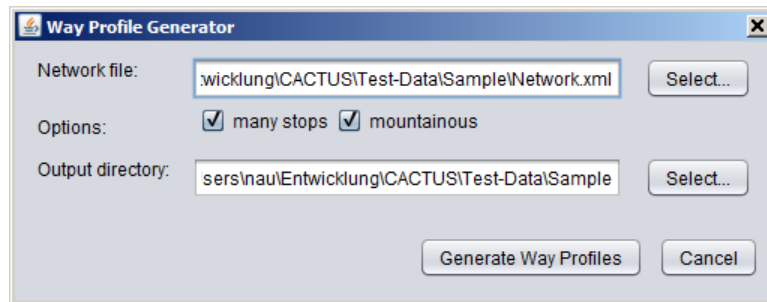 Way Profile Generator
Network file: wicklung\CACTUS\Test-Data\Sample\Network.xml Select...
Options: many stops mountainous
Output directory: sers\nau\Entwicklung\CACTUS\Test-Data\Sample Select...
Generate Way Profiles Cancel